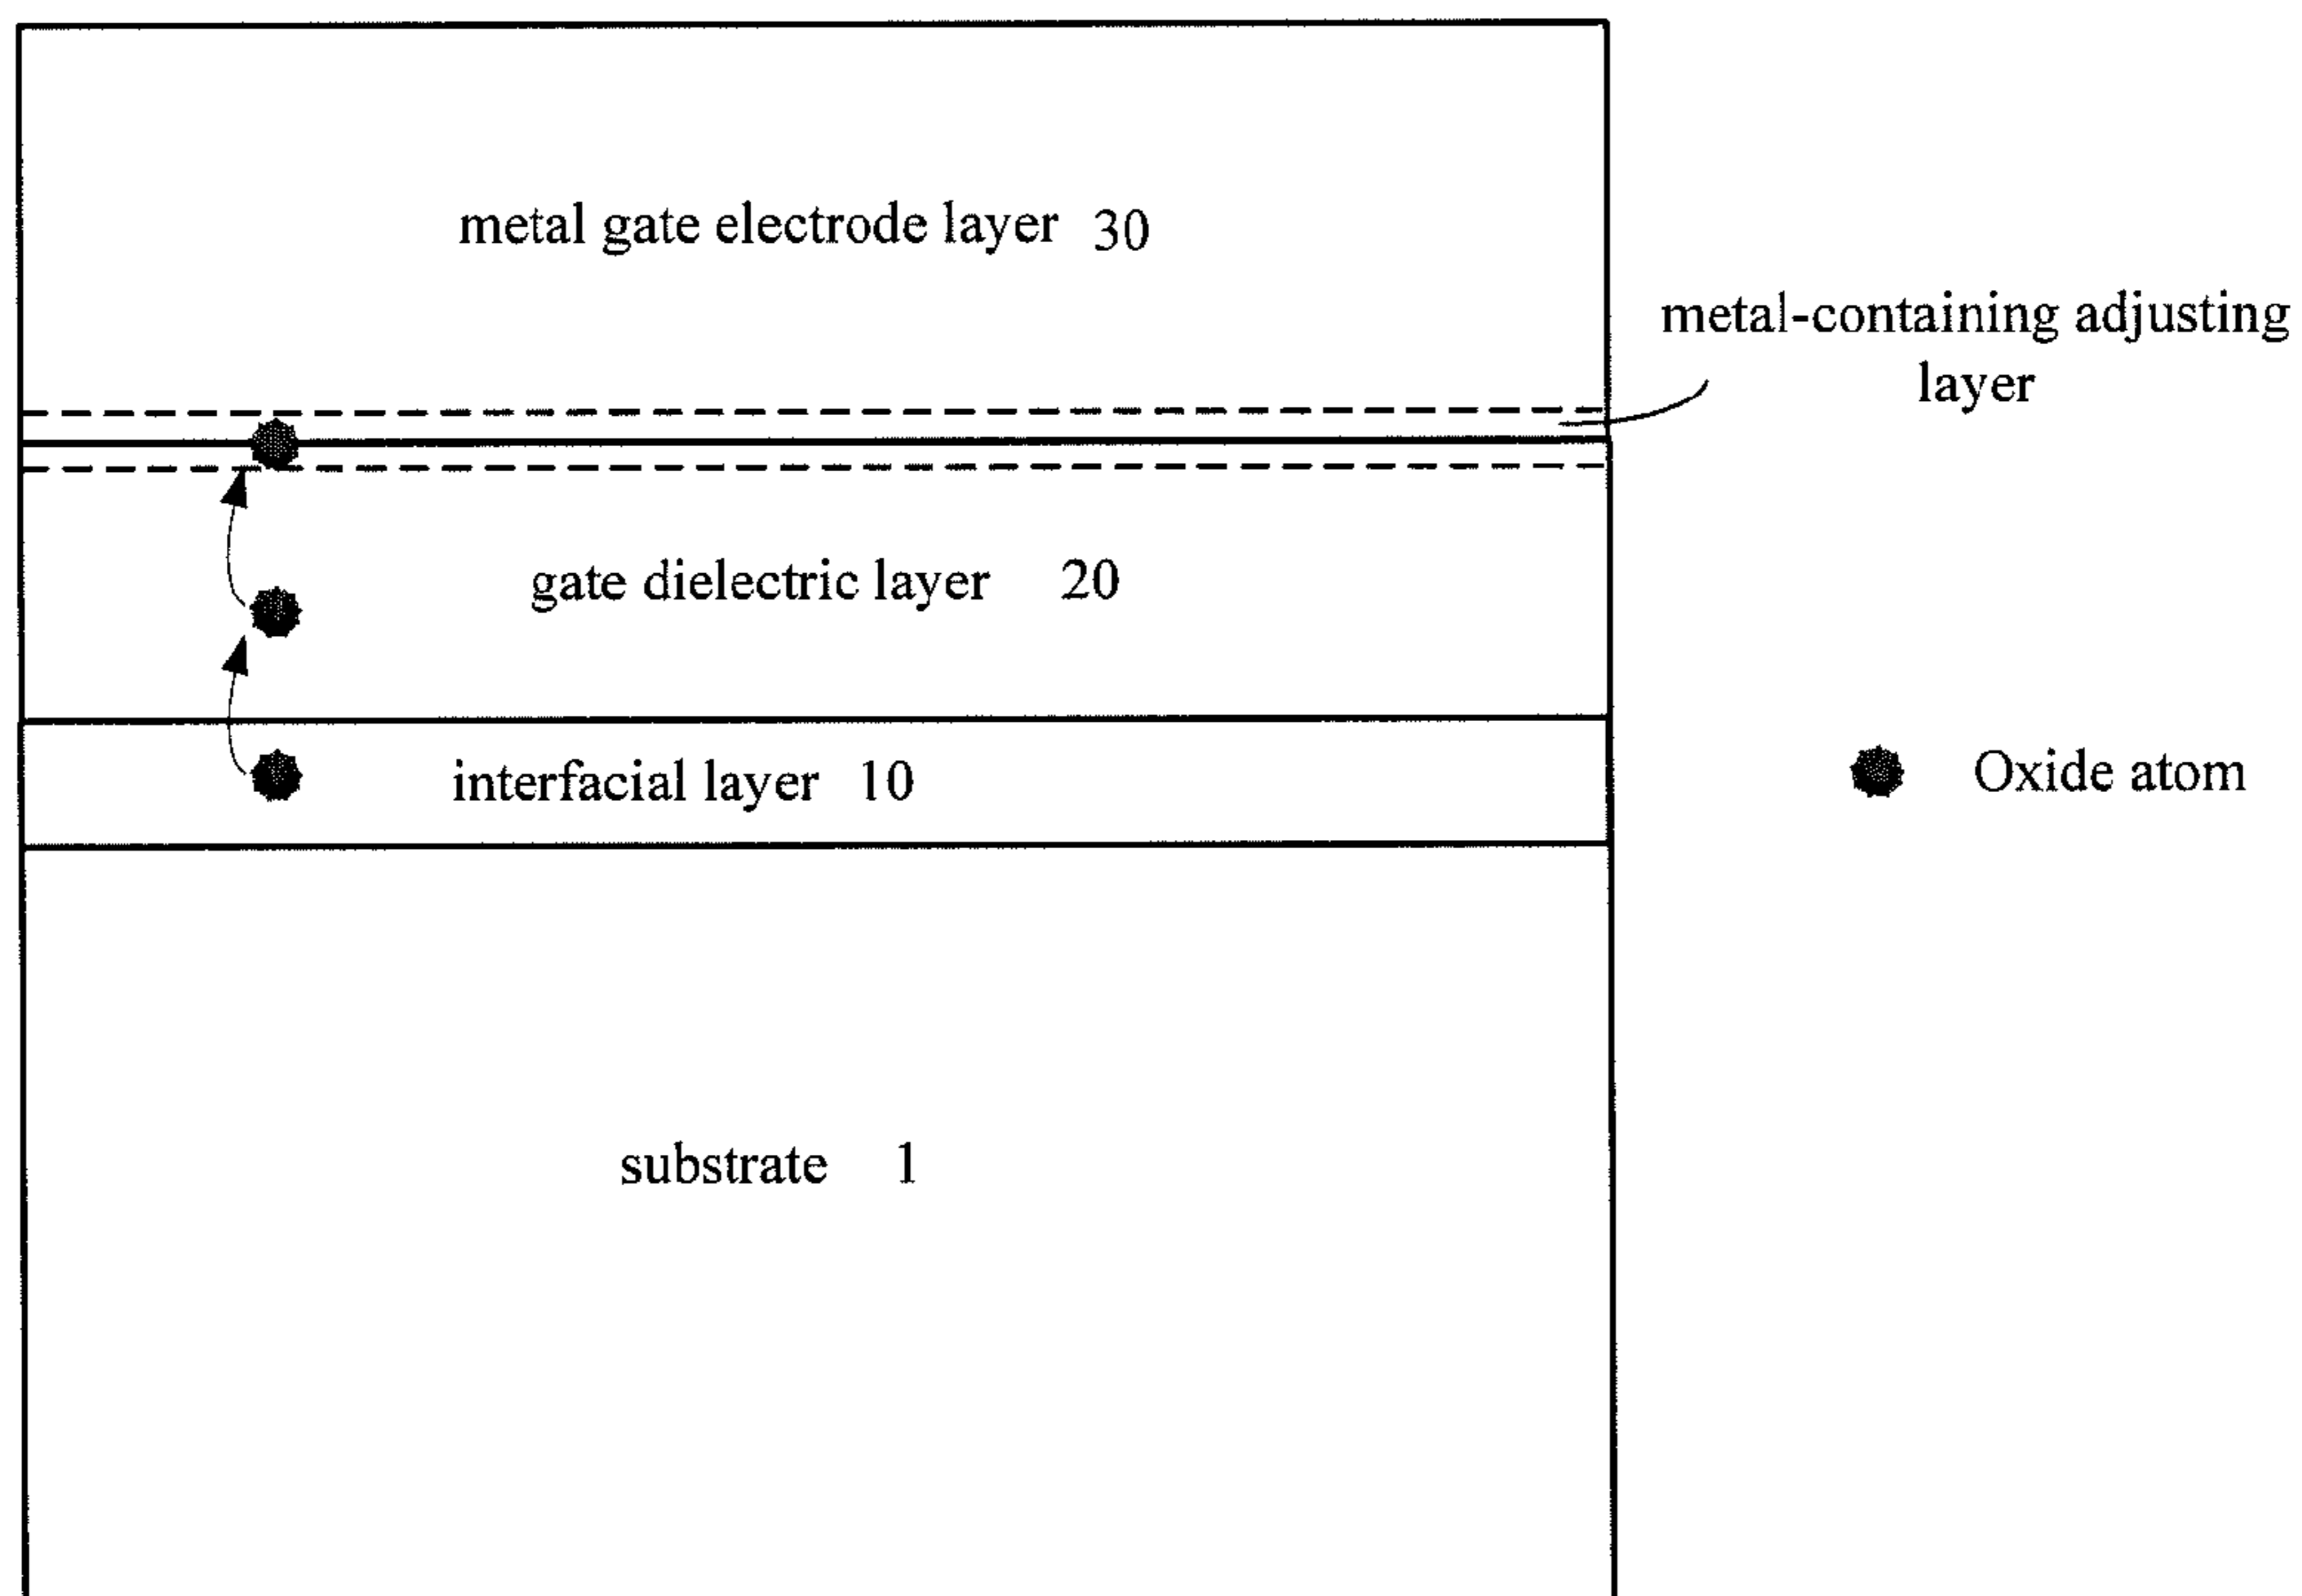 metal gate electrode layer 30
metal-containing adjusting
layer
gate dielectric layer 20
interfacial layer 10
Oxide atom
substrate 1